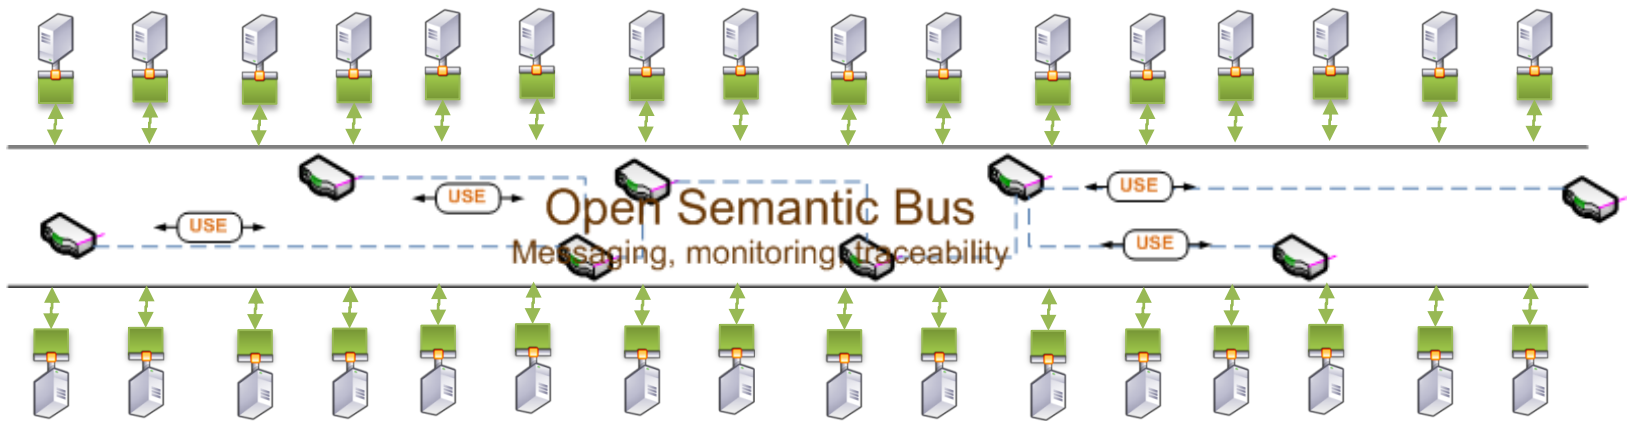 USE
USE
Open Semantic Bus
USE
USE
Messaging, monitoring, traceability